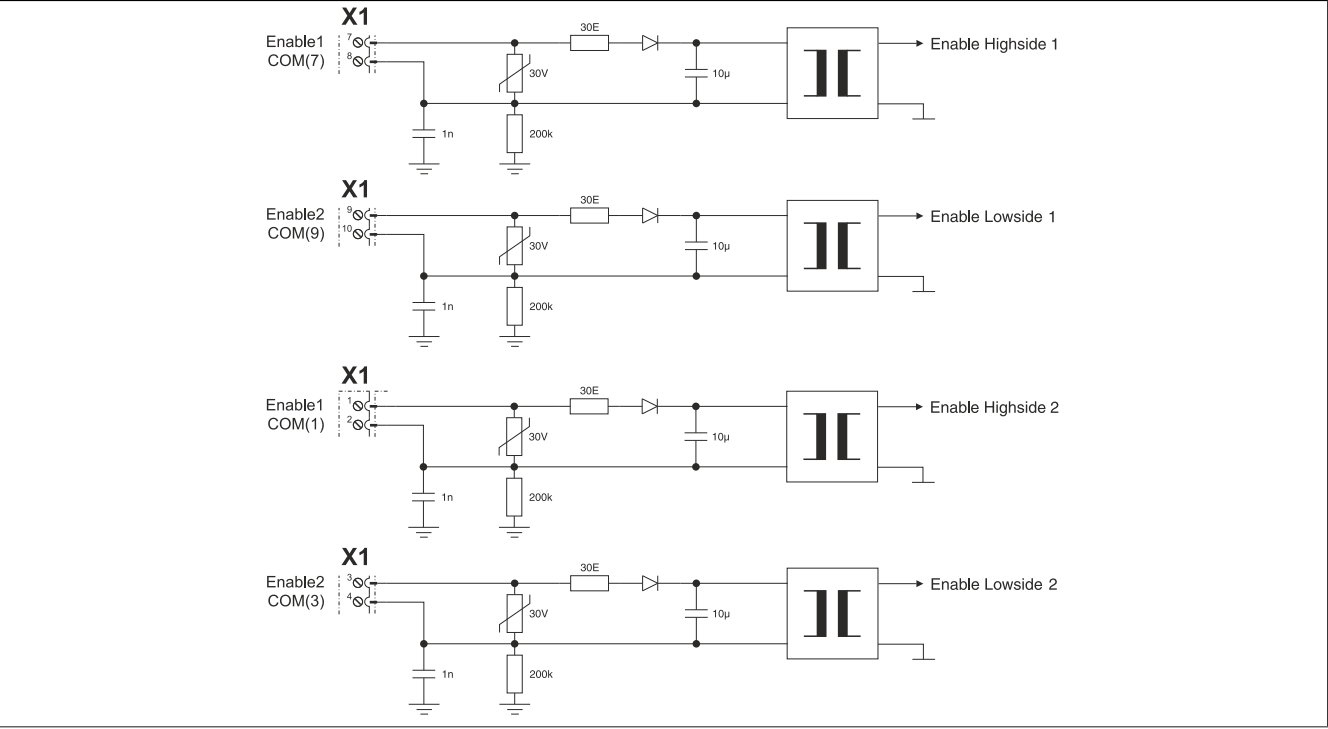 X1
Enable1 7 30E Enable Highside 1
COM(7) 8
30V 10µ
1n 200k
X1
Enable2 9 30E Enable Lowside 1
COM(9) 10
30V 10µ
1n 200k
X1
Enable1 1 30E Enable Highside 2
COM(1) 2
30V 10µ
1n 200k
X1
Enable2 3 30E Enable Lowside 2
COM(3) 4
30V 10µ
1n 200k